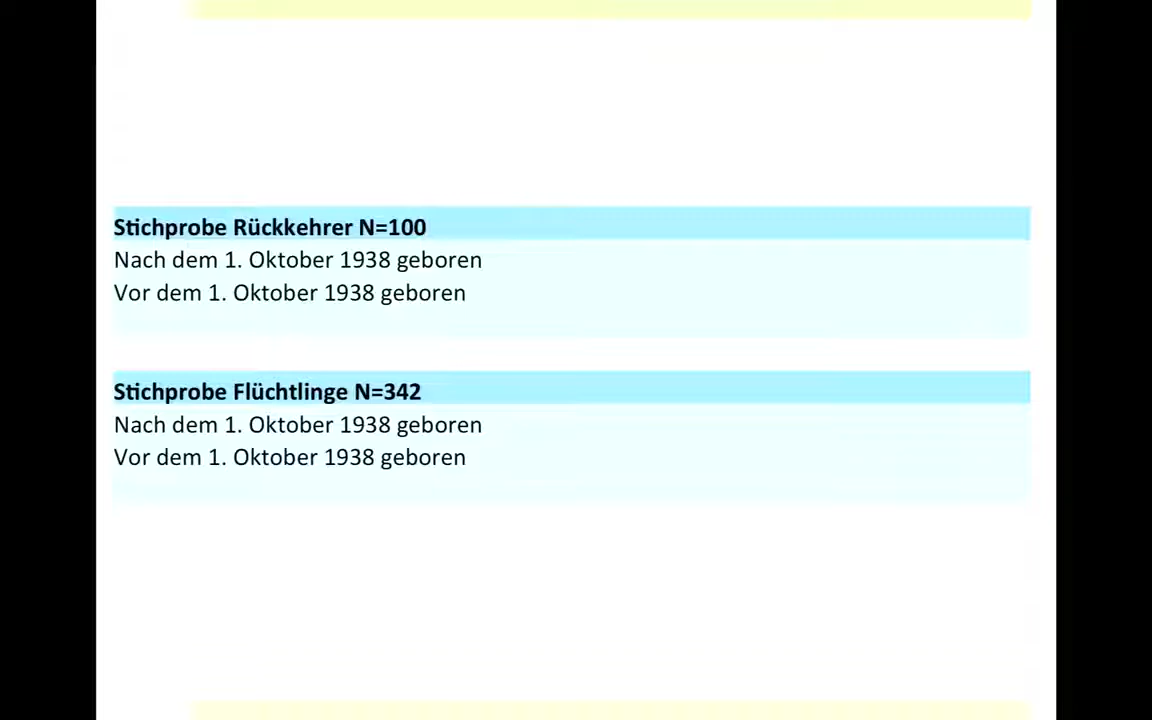 Stichprobe Rückkehrer N=100
Nach dem 1. Oktober 1938 geboren
Vor dem 1. Oktober 1938 geboren
Stichprobe Flüchtlinge N=342
Nach dem 1. Oktober 1938 geboren
Vor dem 1. Oktober 1938 geboren